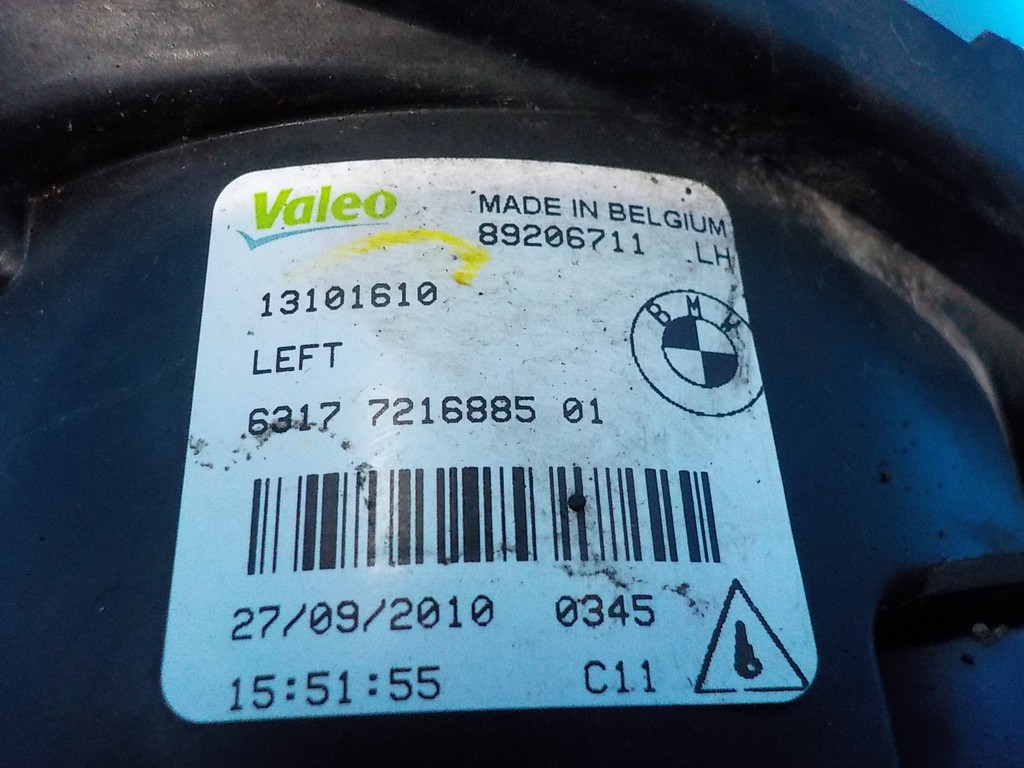 Valeo
MADE IN BELGIUM
89206711 LH
13101610
BMW
LEFT
6317 7216885 01
27/09/2010 0345
15:51:55 C11